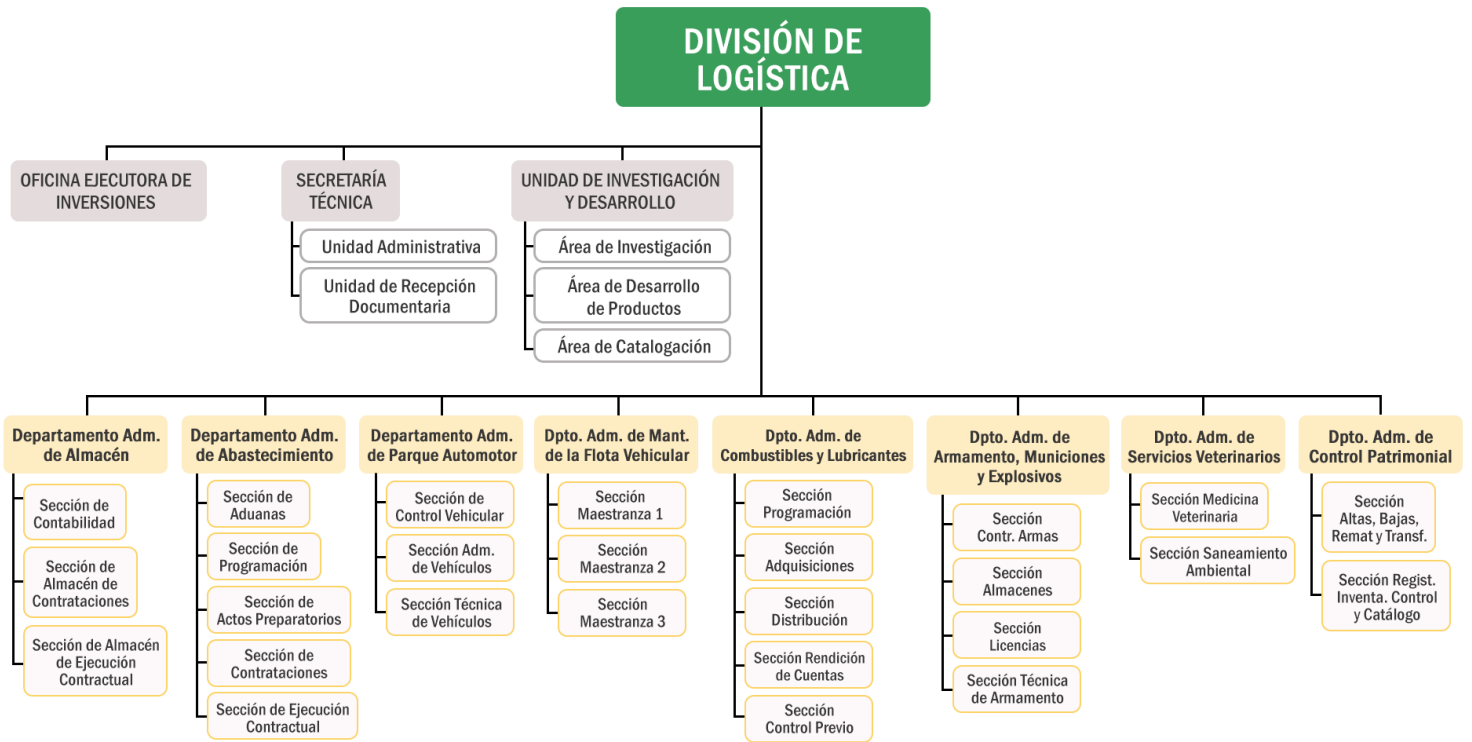 DIVISIÓN DE
LOGÍSTICA
OFICINA EJECUTORA DE
INVERSIONES
SECRETARÍA
TÉCNICA
Unidad Administrativa
Unidad de Recepción
Documentaria
UNIDAD DE INVESTIGACIÓN
Y DESARROLLO
Área de Investigación
Área de Desarrollo
de Productos
Área de Catalogación
Departamento Adm.
de Almacén
Sección de
Contabilidad
Sección de
Almacén de
Contrataciones
Sección de Almacén
de Ejecución
Contractual
Departamento Adm.
de Abastecimiento
Sección de
Aduanas
Sección de
Programación
Sección de
Actos Preparatorios
Sección de
Contrataciones
Sección de Ejecución
Contractual
Departamento Adm.
de Parque Automotor
Sección de
Control Vehicular
Sección Adm.
de Vehículos
Sección Técnica
de Vehículos
Dpto. Adm. de Mant.
de la Flota Vehicular
Sección
Maestranza 1
Sección
Maestranza 2
Sección
Maestranza 3
Dpto. Adm. de
Combustibles y Lubricantes
Sección
Programación
Sección
Adquisiciones
Sección
Distribución
Sección Rendición
de Cuentas
Sección
Control Previo
Dpto. Adm. de
Armamento, Municiones
y Explosivos
Sección
Contr. Armas
Sección
Almacenes
Sección
Licencias
Sección Técnica
de Armamento
Dpto. Adm. de
Servicios Veterinarios
Sección Medicina
Veterinaria
Sección Saneamiento
Ambiental
Dpto. Adm. de
Control Patrimonial
Sección
Altas, Bajas,
Remat y Transf.
Sección Regist.
Inventa. Control
y Catálogo